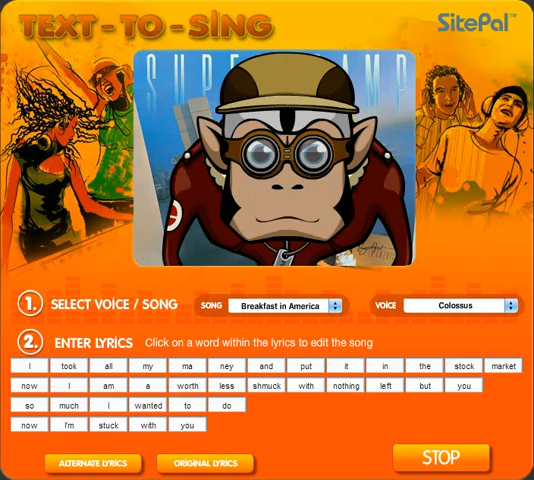 TEXT-TO-SING
SitePal™
SUPE AMP
1. SELECT VOICE / SONG SONG Breakfast in America VOICE Colossus
2. ENTER LYRICS Click on a word within the lyrics to edit the song
I took all my ma ney and put it in the stock market
now I am a worth less shmuck with nothing left but you
so much I wanted to do
now I'm stuck with you
ALTERNATE LYRICS ORIGINAL LYRICS STOP